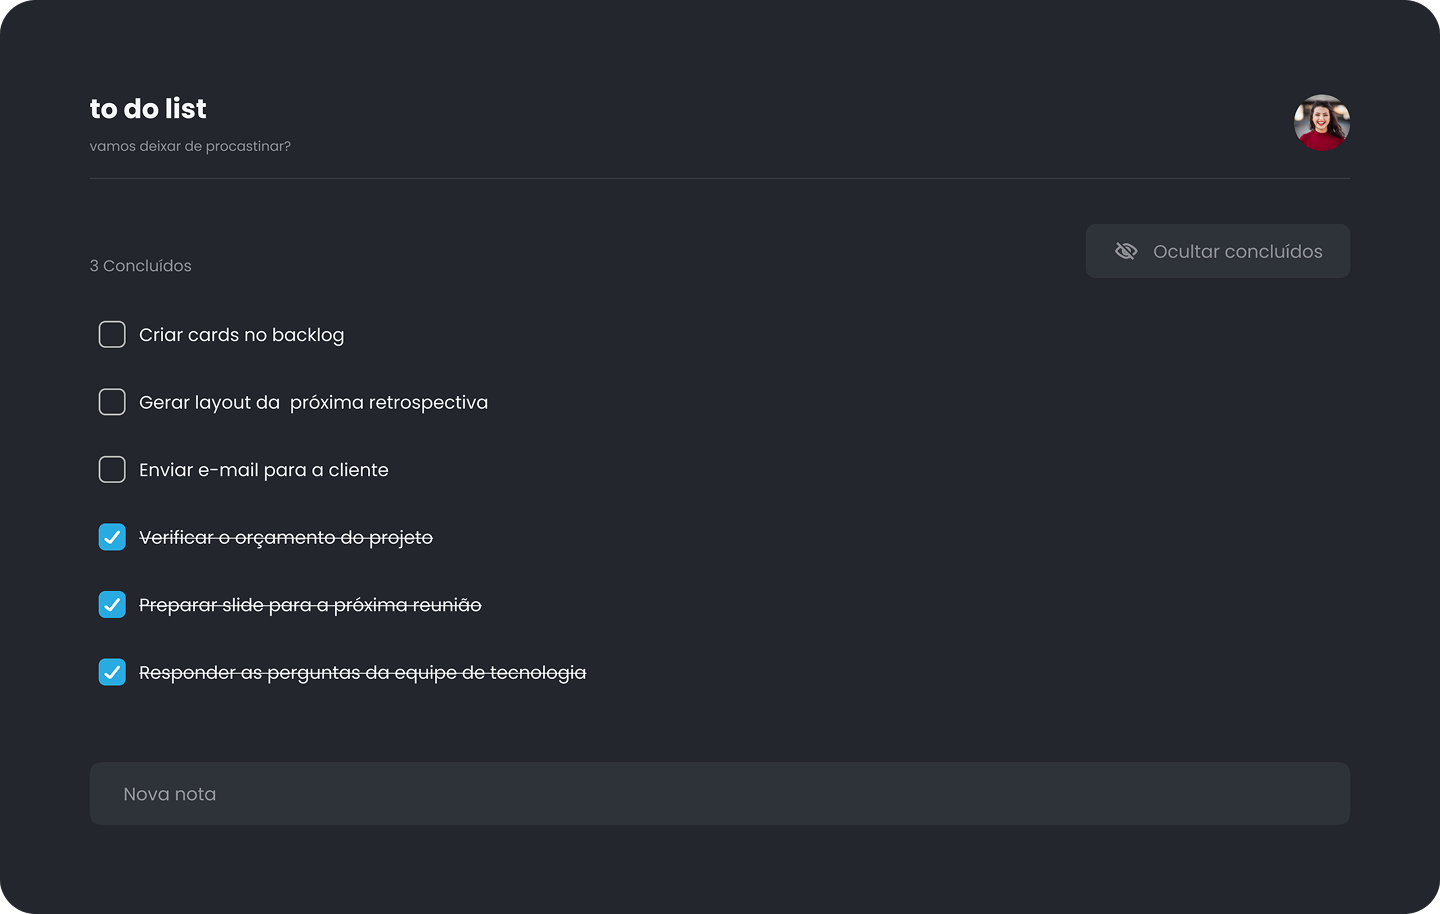 to do list
vamos deixar de procastinar?
3 Concluídos
Ocultar concluídos
Criar cards no backlog
Gerar layout da  próxima retrospectiva
Enviar e-mail para a cliente
Verificar o orçamento do projeto
Preparar slide para a próxima reunião
Responder as perguntas da equipe de tecnologia
Nova nota